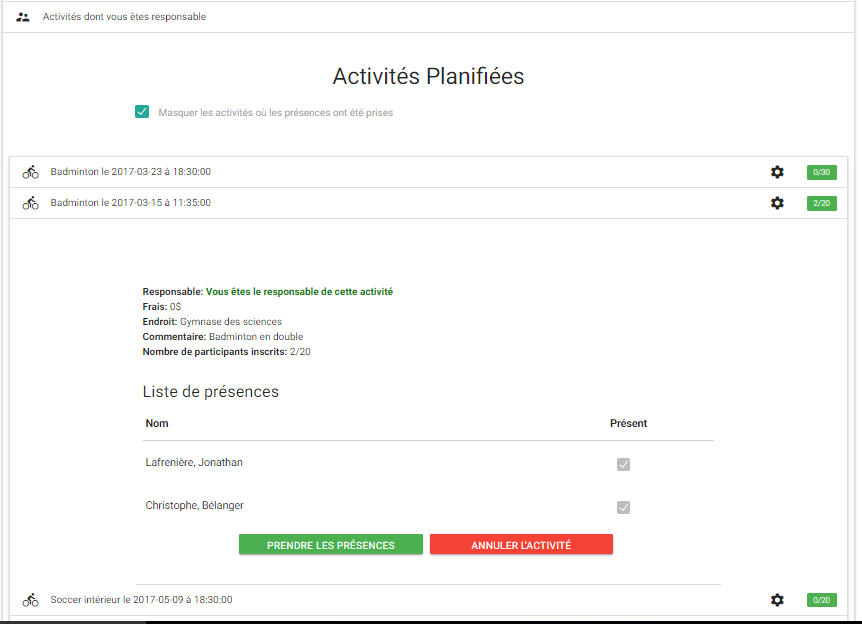 Activités dont vous êtes responsable
Activités Planifiées
Masquer les activités où les présences ont été prises
Badminton le 2017-03-23 à 18:30:00 0/30
Badminton le 2017-03-15 à 11:35:00 2/20
Responsable: Vous êtes le responsable de cette activité
Frais: 0$
Endroit: Gymnase des sciences
Commentaire: Badminton en double
Nombre de participants inscrits: 2/20
Liste de présences
Nom Présent
Lafrenière, Jonathan
Christophe, Bélanger
PRENDRE LES PRÉSENCES ANNULER L'ACTIVITÉ
Soccer intérieur le 2017-05-09 à 18:30:00 0/20